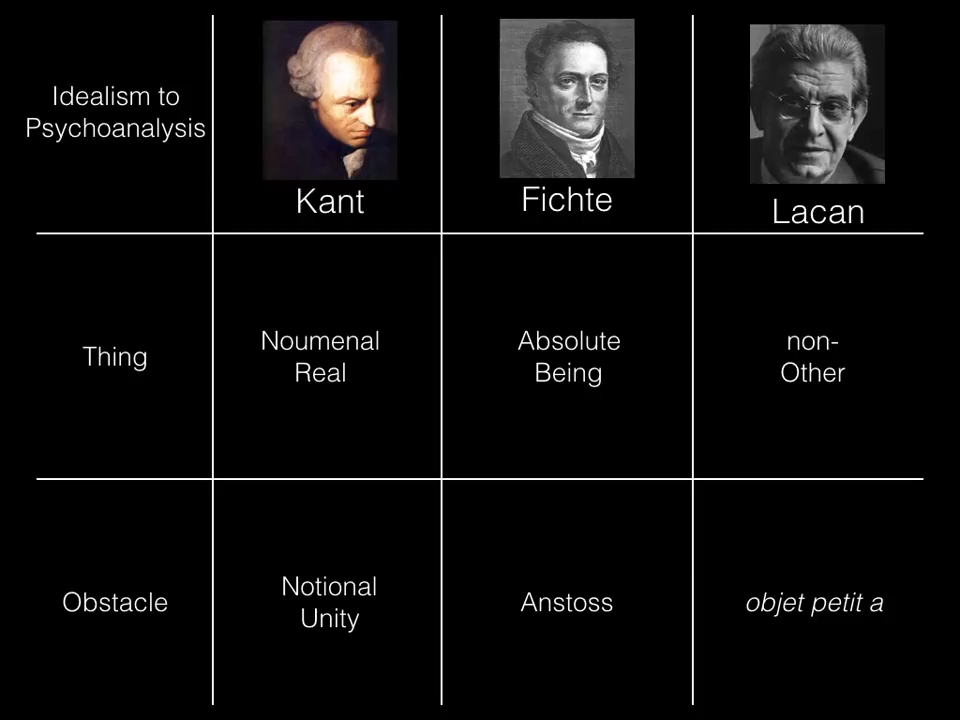 Idealism to
Psychoanalysis
Kant
Fichte
Lacan
Thing
Noumenal
Real
Absolute
Being
non-
Other
Obstacle
Notional
Unity
Anstoss
objet petit a